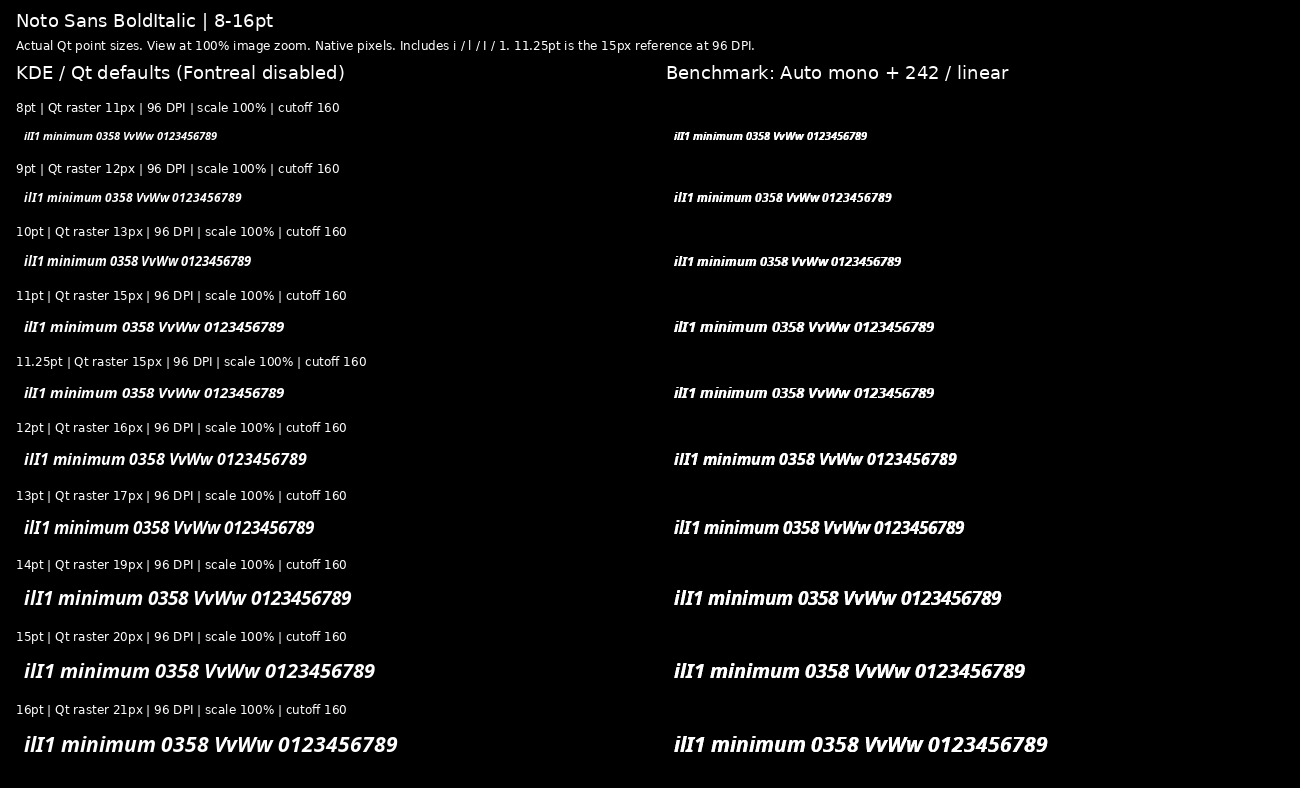 Noto Sans BoldItalic | 8-16pt
Actual Qt point sizes. View at 100% image zoom. Native pixels. Includes i / l / I / 1. 11.25pt is the 15px reference at 96 DPI.
KDE / Qt defaults (Fontreal disabled)
Benchmark: Auto mono + 242 / linear
8pt | Qt raster 11px | 96 DPI | scale 100% | cutoff 160
ilI1 minimum 0358 VvWw 0123456789
ilI1 minimum 0358 VvWw 0123456789
9pt | Qt raster 12px | 96 DPI | scale 100% | cutoff 160
ilI1 minimum 0358 VvWw 0123456789
ilI1 minimum 0358 VvWw 0123456789
10pt | Qt raster 13px | 96 DPI | scale 100% | cutoff 160
ilI1 minimum 0358 VvWw 0123456789
ilI1 minimum 0358 VvWw 0123456789
11pt | Qt raster 15px | 96 DPI | scale 100% | cutoff 160
ilI1 minimum 0358 VvWw 0123456789
ilI1 minimum 0358 VvWw 0123456789
11.25pt | Qt raster 15px | 96 DPI | scale 100% | cutoff 160
ilI1 minimum 0358 VvWw 0123456789
ilI1 minimum 0358 VvWw 0123456789
12pt | Qt raster 16px | 96 DPI | scale 100% | cutoff 160
ilI1 minimum 0358 VvWw 0123456789
ilI1 minimum 0358 VvWw 0123456789
13pt | Qt raster 17px | 96 DPI | scale 100% | cutoff 160
ilI1 minimum 0358 VvWw 0123456789
ilI1 minimum 0358 VvWw 0123456789
14pt | Qt raster 19px | 96 DPI | scale 100% | cutoff 160
ilI1 minimum 0358 VvWw 0123456789
ilI1 minimum 0358 VvWw 0123456789
15pt | Qt raster 20px | 96 DPI | scale 100% | cutoff 160
ilI1 minimum 0358 VvWw 0123456789
ilI1 minimum 0358 VvWw 0123456789
16pt | Qt raster 21px | 96 DPI | scale 100% | cutoff 160
ilI1 minimum 0358 VvWw 0123456789
ilI1 minimum 0358 VvWw 0123456789